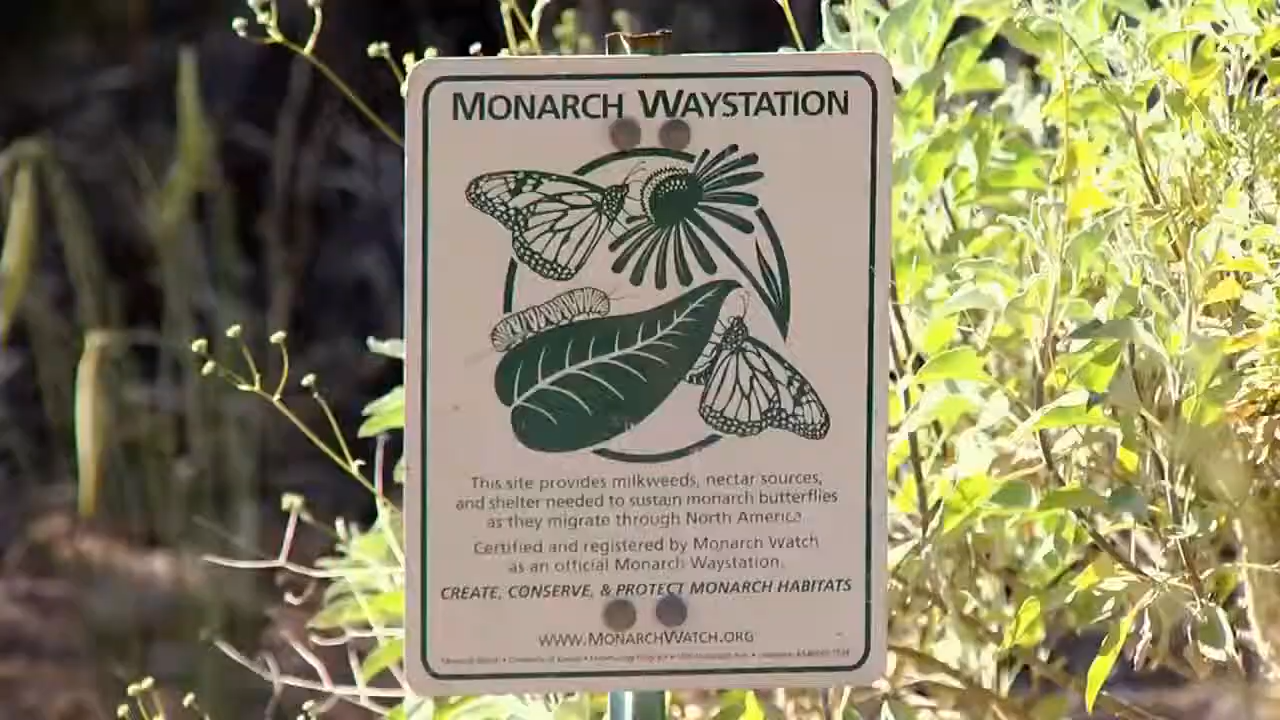 MONARCH WAYSTATION
This site provides milkweeds, nectar sources,
and shelter needed to sustain monarch butterflies
as they migrate through North America.
Certified and registered by Monarch Watch
as an official Monarch Waystation.
CREATE, CONSERVE, & PROTECT MONARCH HABITATS
WWW.MONARCHWATCH.ORG